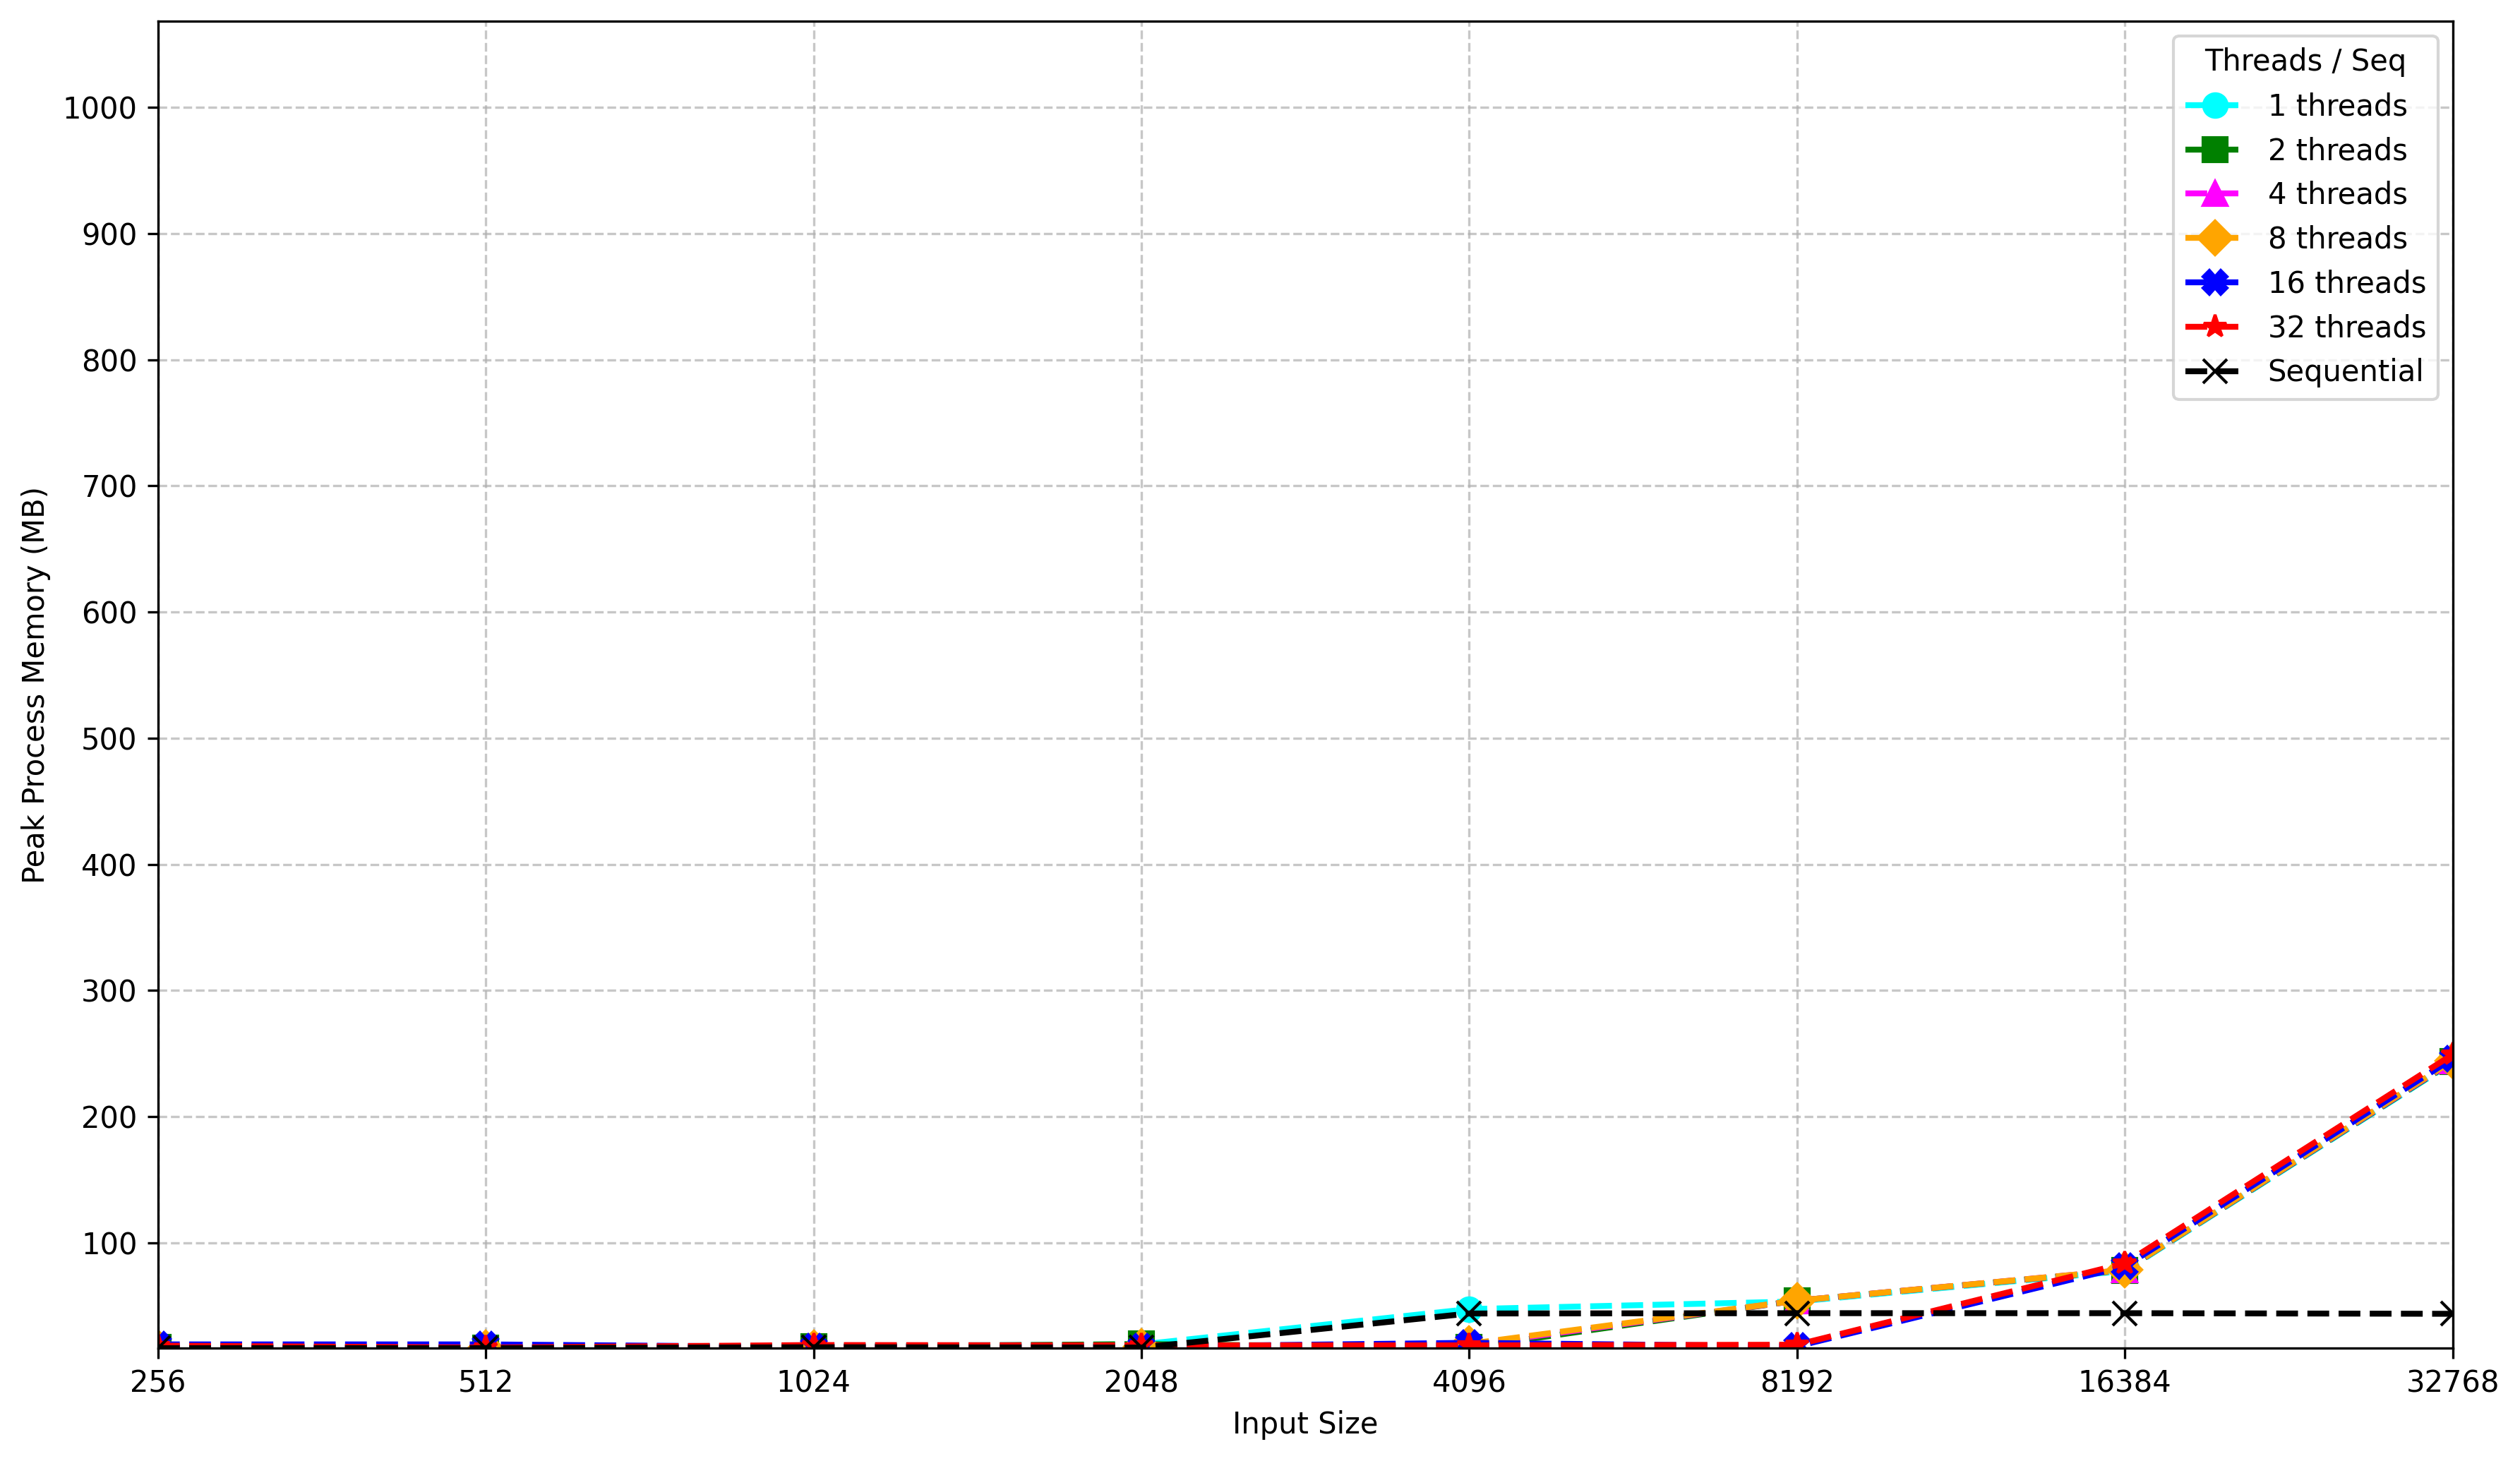 Threads / Seq
1 threads
2 threads
4 threads
8 threads
16 threads
32 threads
Sequential
Peak Process Memory (MB)
1000
900
800
700
600
500
400
300
200
100
256 512 1024 2048 4096 8192 16384 32768
Input Size